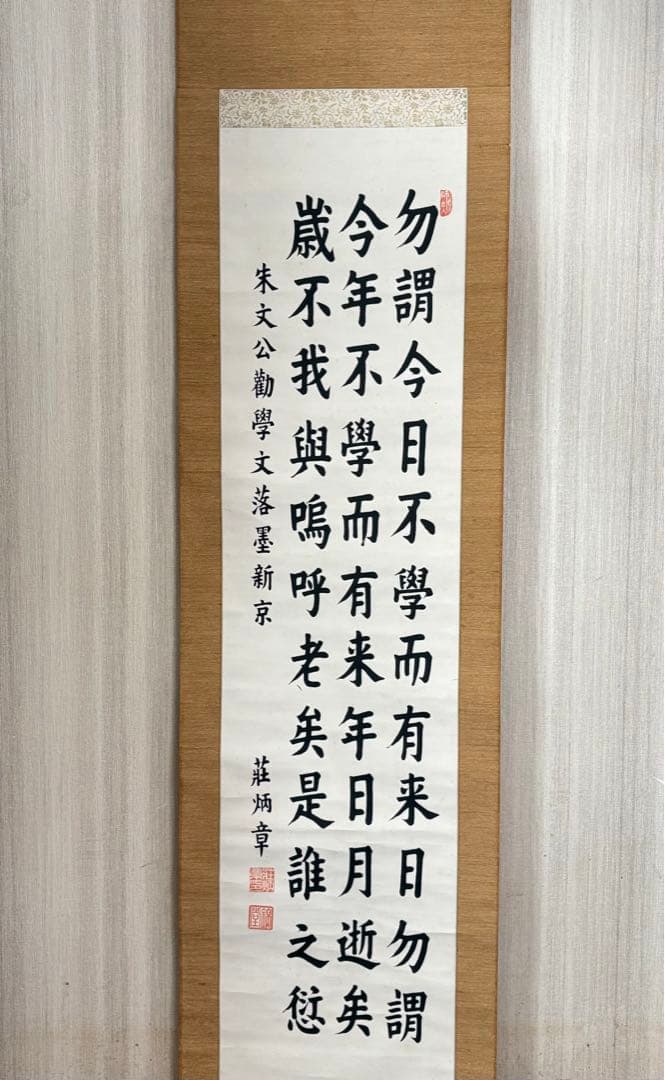 勿謂今日不學而有来日勿謂
今年不學而有来年日月逝矣
歳不我與嗚呼老矣是誰之愆
朱文公勸學文落墨新京
莊炳章